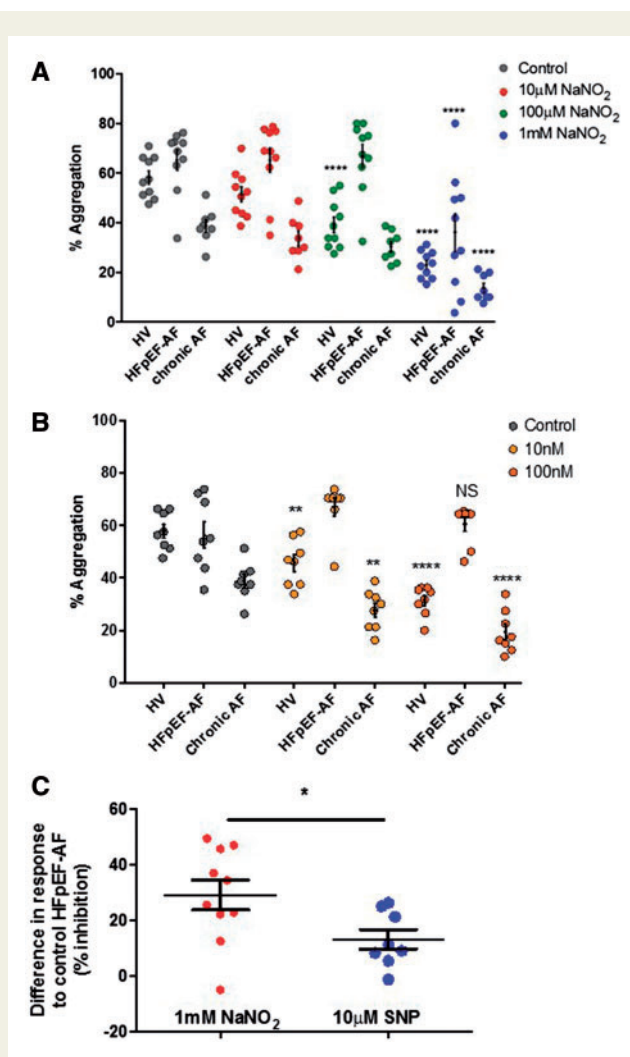 A
Control
10μM NaNO₂
100μM NaNO₂
1mM NaNO₂
% Aggregation
100
80
60
40
20
0
****
****
****
****
HV
HFpEF-AF
chronic AF
HV
HFpEF-AF
chronic AF
HV
HFpEF-AF
chronic AF
HV
HFpEF-AF
chronic AF
B
Control
10nM
100nM
% Aggregation
100
80
60
40
20
0
**
**
****
NS
****
HV
HFpEF-AF
Chronic AF
HV
HFpEF-AF
Chronic AF
HV
HFpEF-AF
Chronic AF
C
Difference in response
to control HFpEF-AF
(% inhibition)
60
40
20
0
-20
*
1mM NaNO₂
10μM SNP